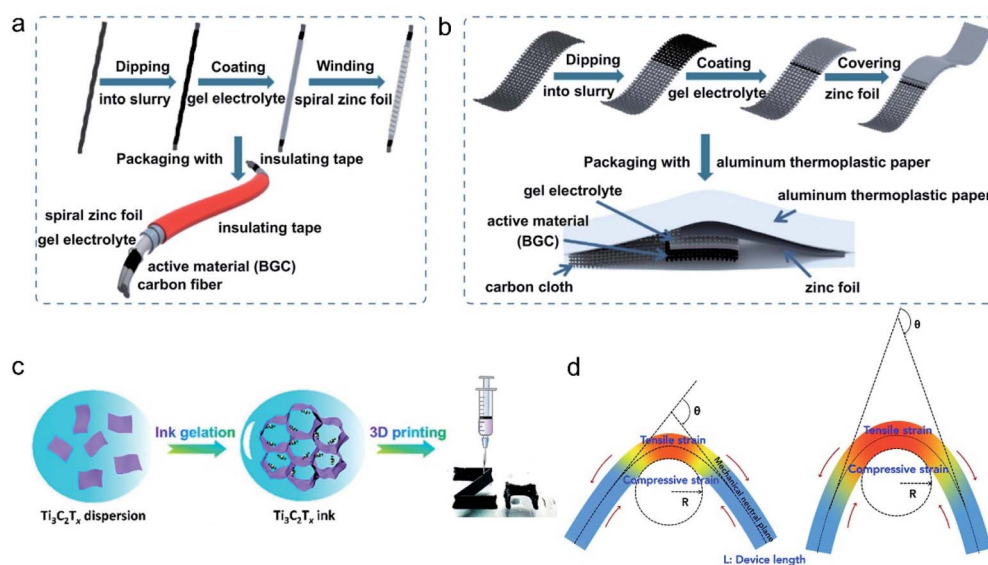 a
Dipping
into slurry
Coating
gel electrolyte
Winding
spiral zinc foil
Packaging with
insulating tape
spiral zinc foil
gel electrolyte
insulating tape
active material (BGC)
carbon fiber
b
Dipping
into slurry
Coating
gel electrolyte
Covering
zinc foil
Packaging with
aluminum thermoplastic paper
gel electrolyte
aluminum thermoplastic paper
active material
(BGC)
carbon cloth
zinc foil
c
Ink gelation
3D printing
Ti₃C₂Tₓ dispersion
Ti₃C₂Tₓ ink
d
θ
Tensile strain
Compressive strain
Mechanical neutral plane
R
L: Device length
θ
Tensile strain
Compressive strain
R